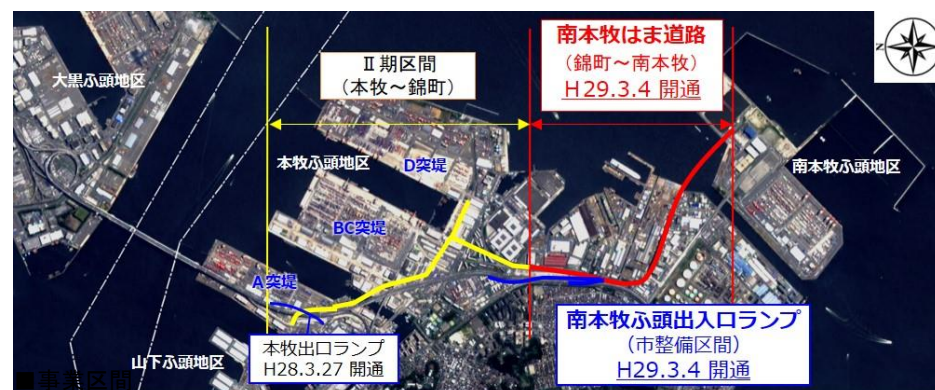 大黒ふ頭地区
Ⅱ期区間
(本牧～錦町)
南本牧はま道路
(錦町～南本牧)
H29.3.4 開通
N
本牧ふ頭地区
D突堤
BC突堤
A突堤
南本牧ふ頭地区
本牧出口ランプ
H28.3.27 開通
南本牧ふ頭出入口ランプ
(市整備区間)
H29.3.4 開通
山下ふ頭地区
■事業区間